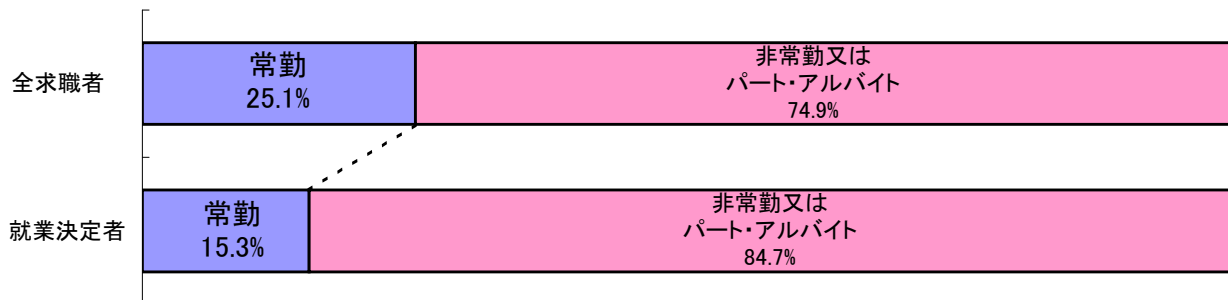 全求職者
常勤
25.1%
非常勤又は
パート・アルバイト
74.9%
就業決定者
常勤
15.3%
非常勤又は
パート・アルバイト
84.7%